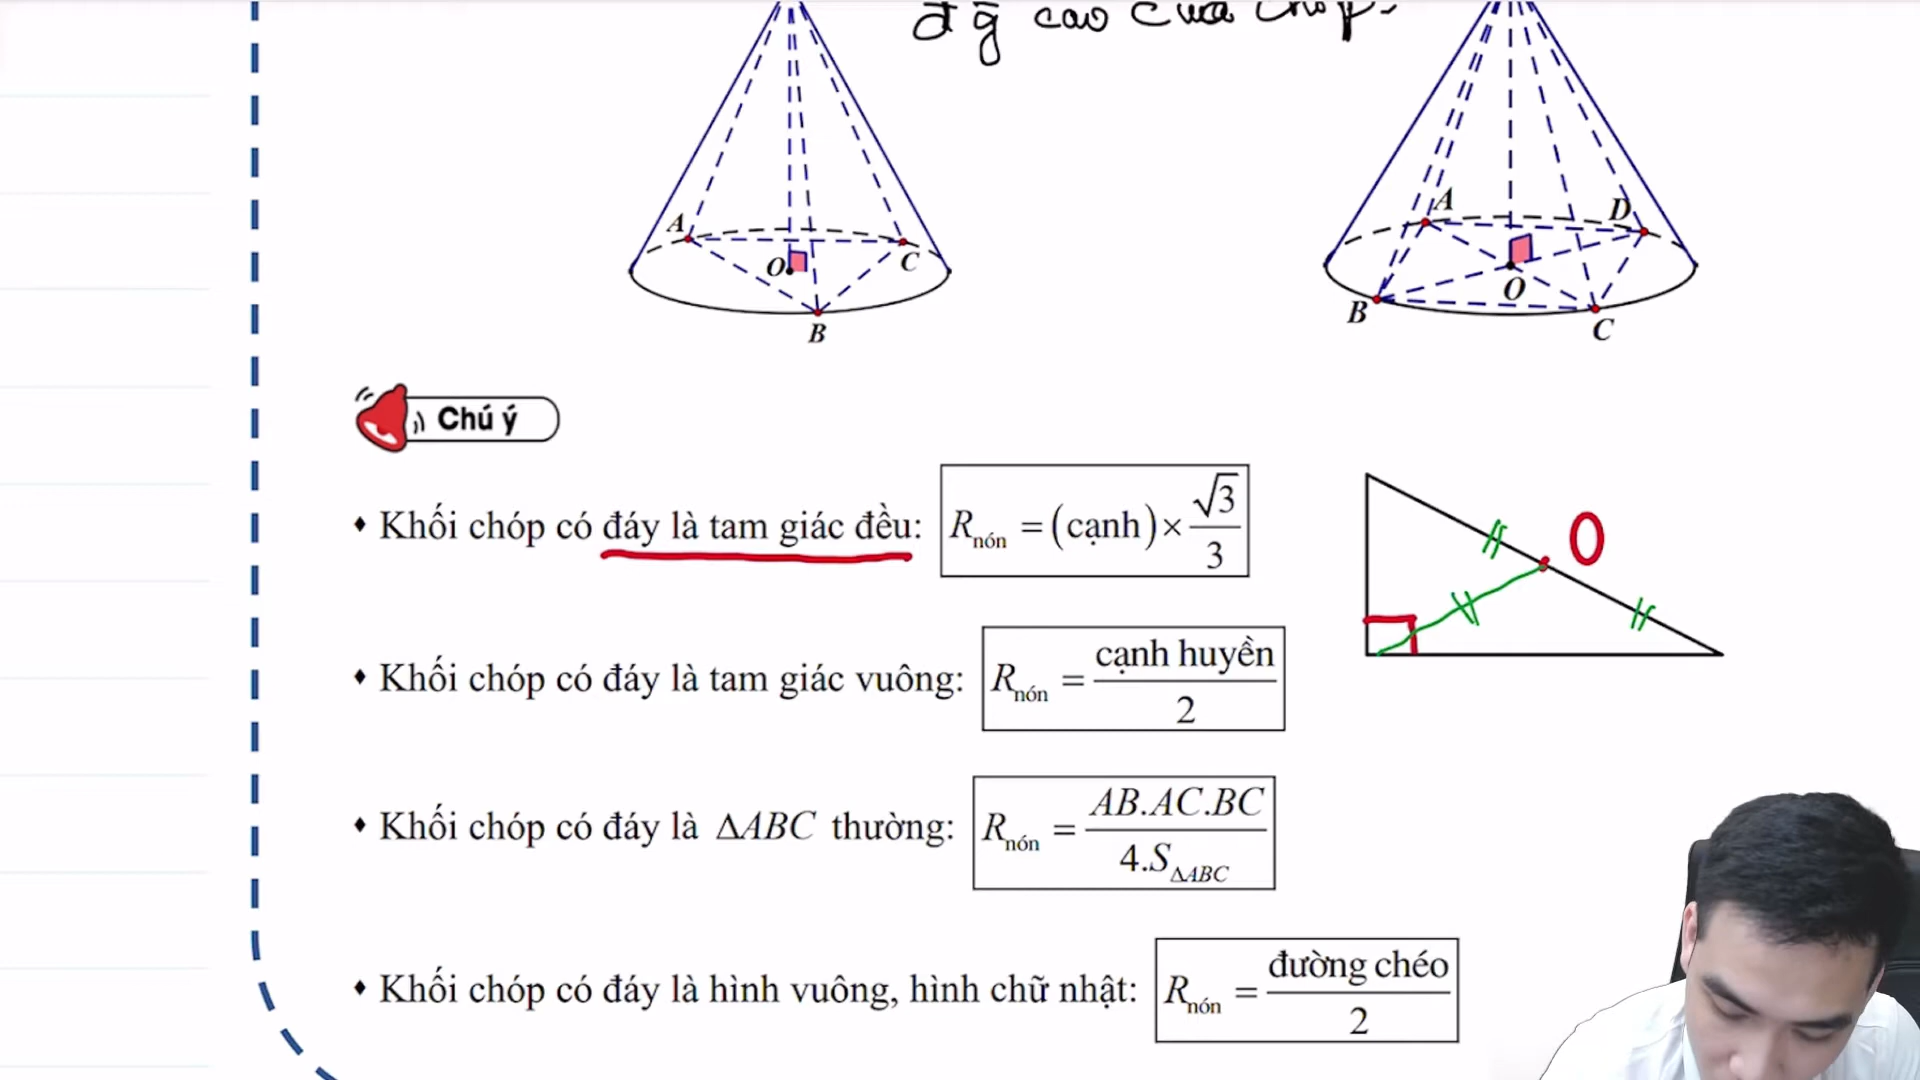 đg̃ cao của chóp.
A
O
C
B
A
D
O
B
C
Chú ý
♦ Khối chóp có đáy là tam giác đều: R_nón = (cạnh) × √3/3
O
♦ Khối chóp có đáy là tam giác vuông: R_nón = cạnh huyền/2
♦ Khối chóp có đáy là ΔABC thường: R_nón = AB.AC.BC/4.S_ΔABC
♦ Khối chóp có đáy là hình vuông, hình chữ nhật: R_nón = đường chéo/2